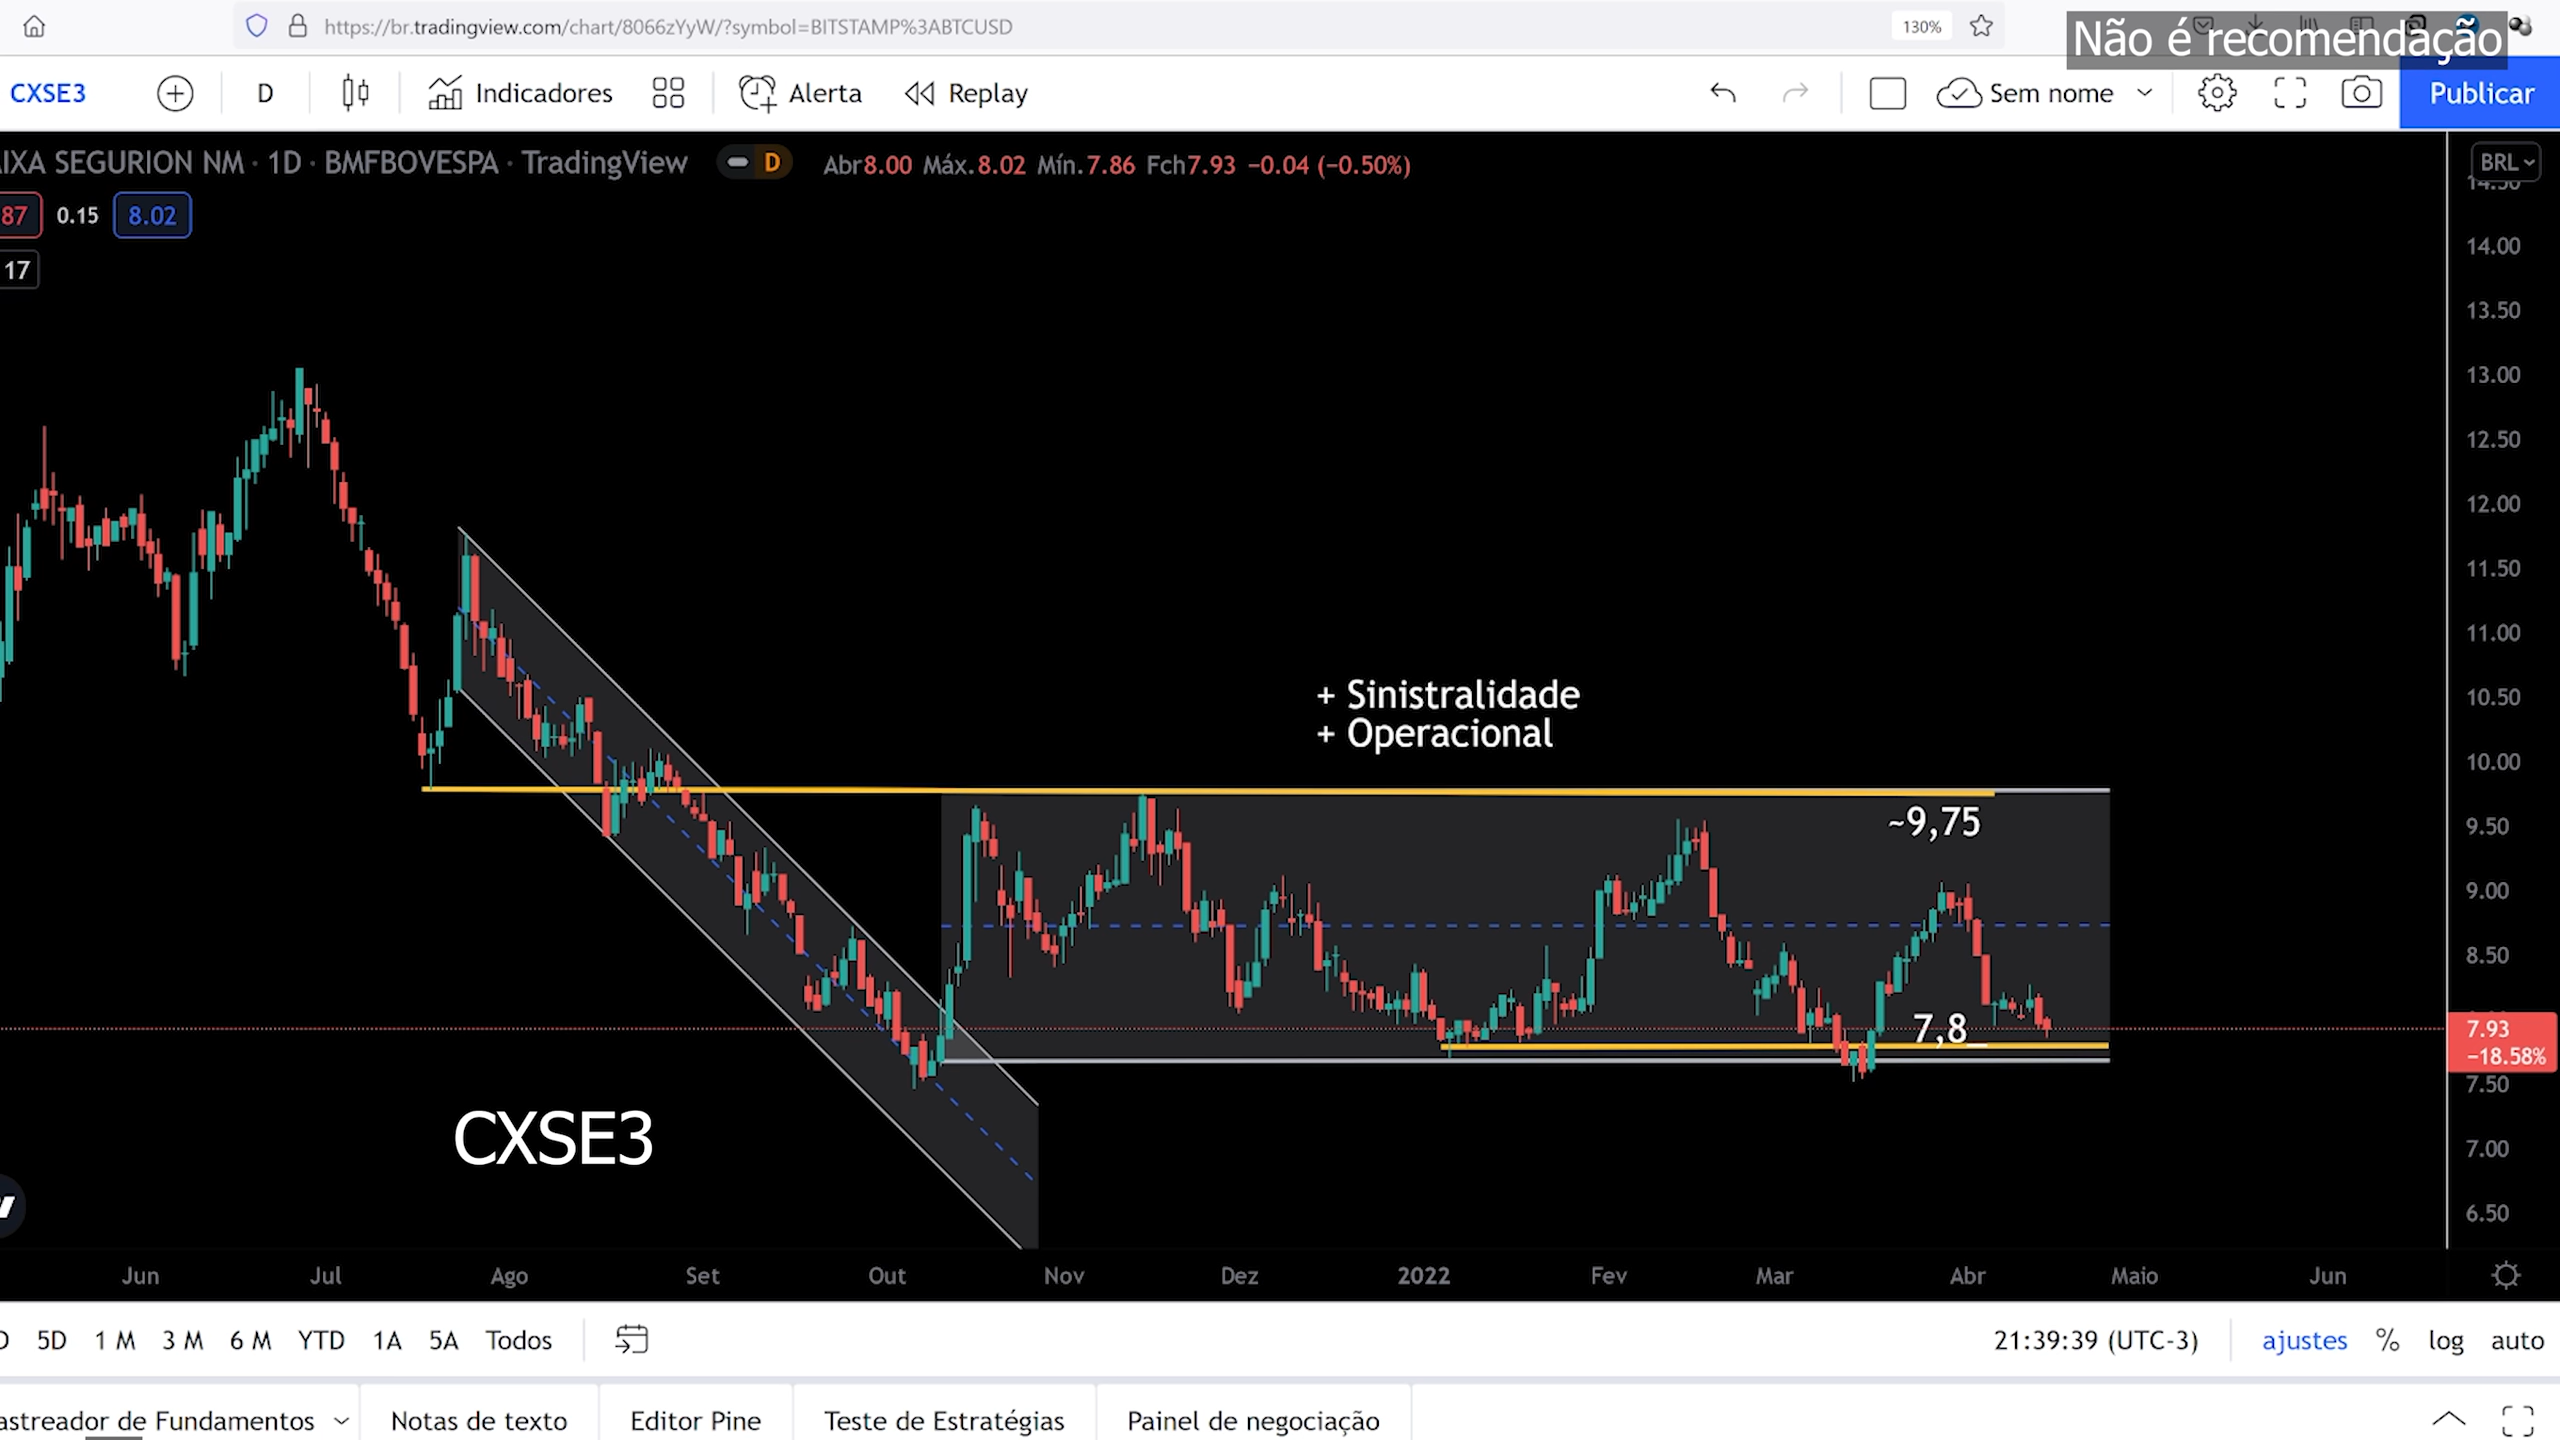 https://br.tradingview.com/chart/8066zYyW/?symbol=BITSTAMP%3ABTCUSD
130%
Não é recomendação
CXSE3
D
Indicadores
Alerta
Replay
Sem nome
Publicar
IXA SEGURION NM · 1D · BMFBOVESPA · TradingView
D
Abr8.00 Máx.8.02 Mín.7.86 Fch7.93 −0.04 (−0.50%)
BRL
87 0.15 8.02
17
14.50
14.00
13.50
13.00
12.50
12.00
11.50
11.00
10.50
10.00
9.50
9.00
8.50
7.93
−18.58%
7.50
7.00
6.50
+ Sinistralidade
+ Operacional
~9,75
7,8_
CXSE3
Jun Jul Ago Set Out Nov Dez 2022 Fev Mar Abr Maio Jun
D 5D 1 M 3 M 6 M YTD 1A 5A Todos
21:39:39 (UTC-3)
ajustes % log auto
astreador de Fundamentos
Notas de texto
Editor Pine
Teste de Estratégias
Painel de negociação